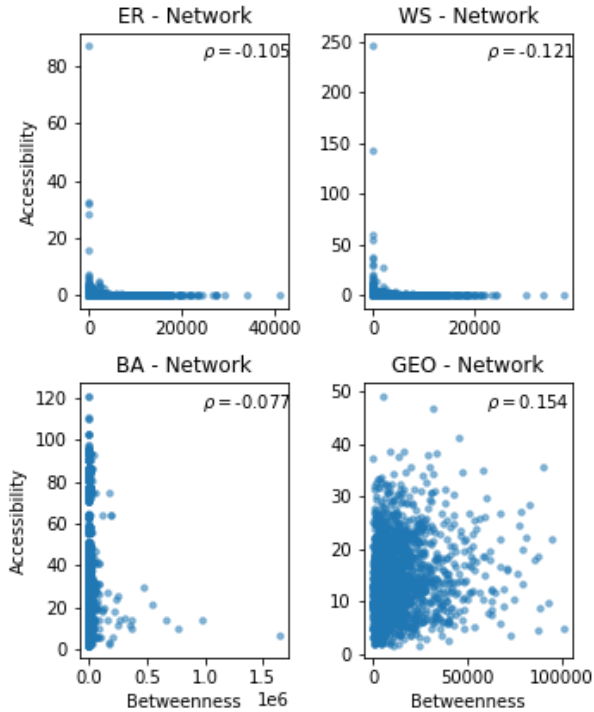 ER - Network
ρ = -0.105
80
60
40
20
0
Accessibility
0 20000 40000
WS - Network
ρ = -0.121
250
200
150
100
50
0
0 20000
BA - Network
ρ = -0.077
120
100
80
60
40
20
0
Accessibility
0.0 0.5 1.0 1.5
Betweenness 1e6
GEO - Network
ρ = 0.154
50
40
30
20
10
0
0 50000 100000
Betweenness